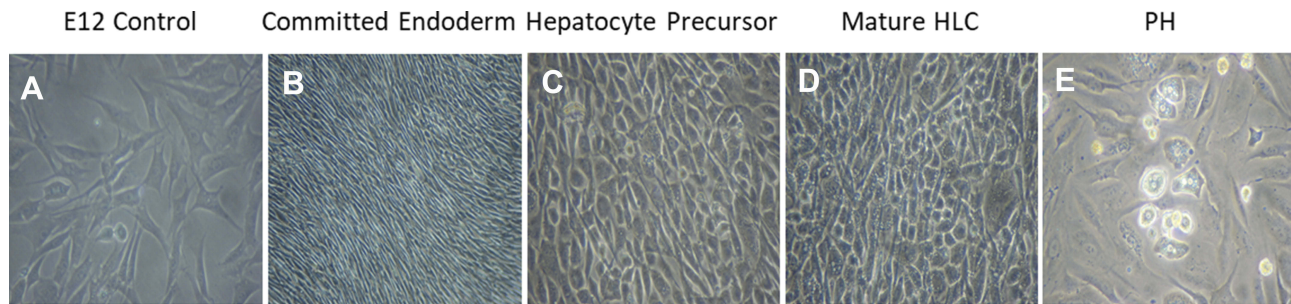 E12 Control Committed Endoderm Hepatocyte Precursor Mature HLC PH
A B C D E